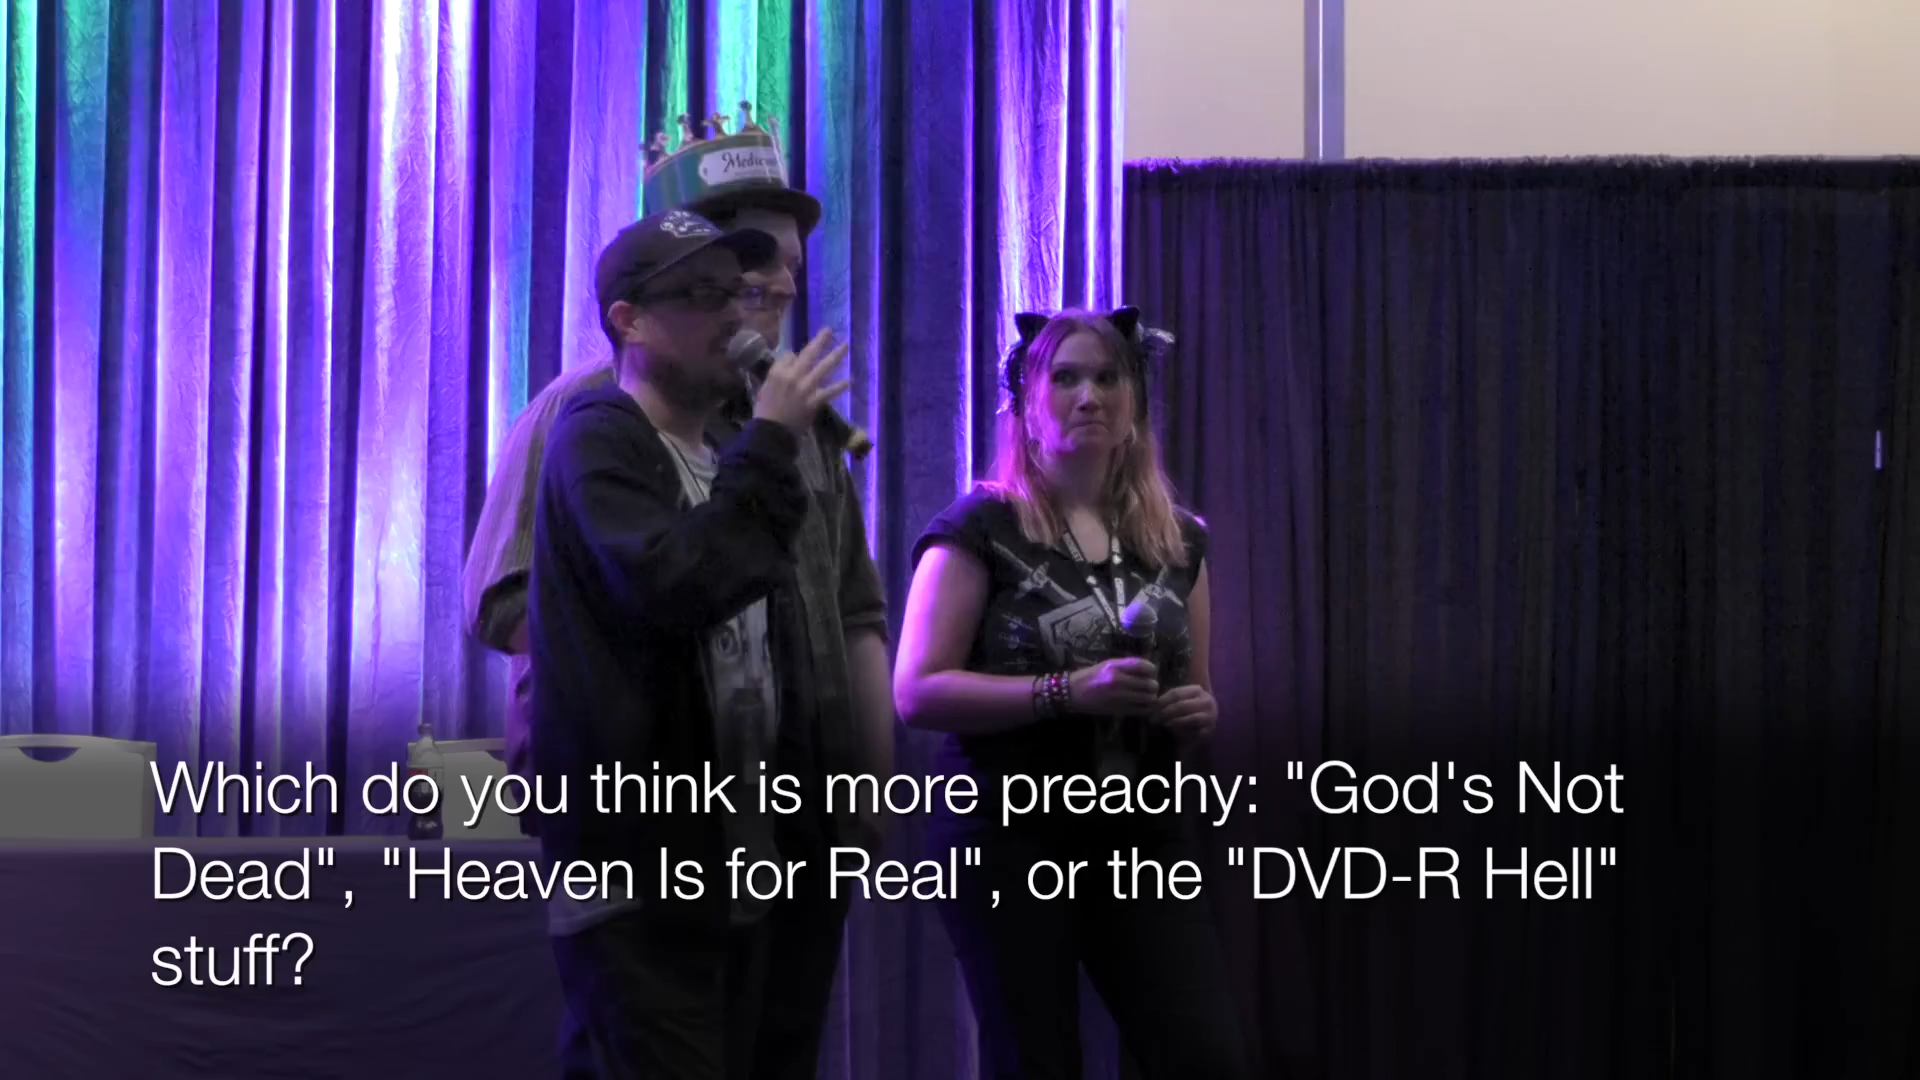 Medieval
Which do you think is more preachy: "God's Not
Dead", "Heaven Is for Real", or the "DVD-R Hell"
stuff?